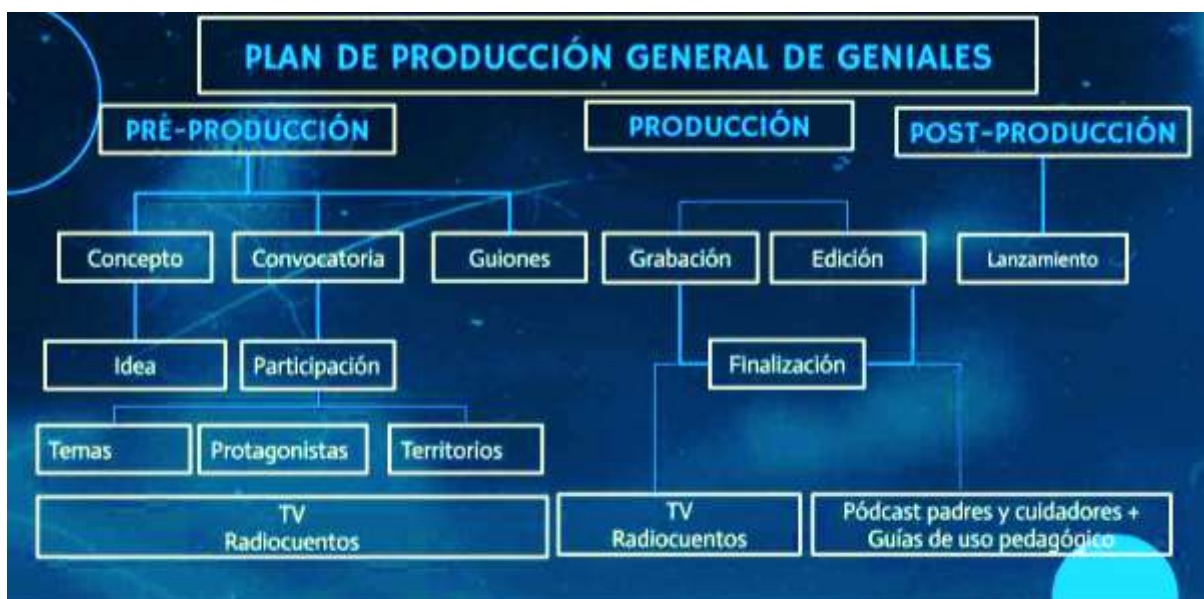 PLAN DE PRODUCCIÓN GENERAL DE GENIALES
PRE-PRODUCCIÓN
PRODUCCIÓN
POST-PRODUCCIÓN
Concepto
Convocatoria
Guiones
Grabación
Edición
Lanzamiento
Idea
Participación
Finalización
Temas
Protagonistas
Territorios
TV
Radiocuentos
TV
Radiocuentos
Pódcast padres y cuidadores +
Guías de uso pedagógico